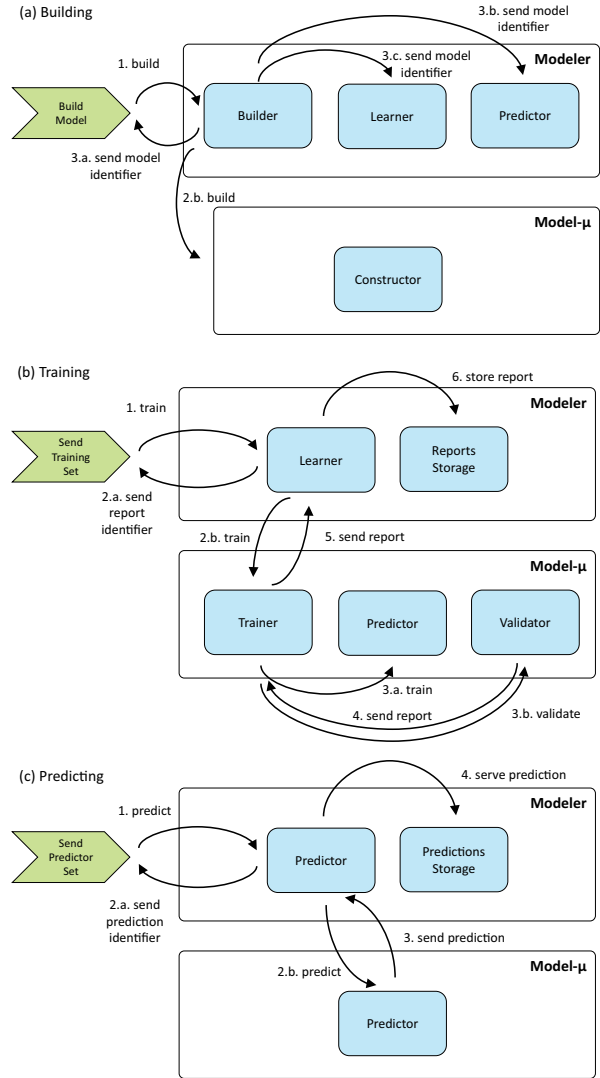 (a) Building
3.b. send model
identifier
1. build
3.c. send model
identifier
Modeler
Build
Model
Builder
Learner
Predictor
3.a. send model
identifier
2.b. build
Model-μ
Constructor
(b) Training
6. store report
1. train
Modeler
Send
Training
Set
Learner
Reports
Storage
2.a. send
report
identifier
2.b. train
5. send report
Model-μ
Trainer
Predictor
Validator
3.a. train
4. send report
3.b. validate
(c) Predicting
4. serve prediction
1. predict
Modeler
Send
Predictor
Set
Predictor
Predictions
Storage
2.a. send
prediction
identifier
3. send prediction
2.b. predict
Model-μ
Predictor